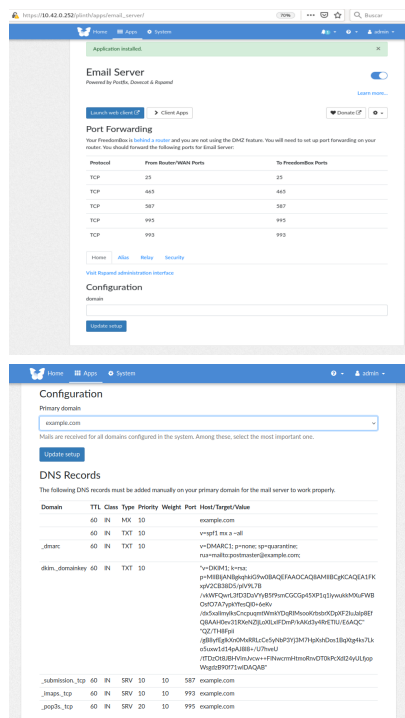 https://10.42.0.252/plinth/apps/email_server/ 70% Buscar
Home Apps System admin
Application installed. ×
Email Server
Powered by Postfix, Dovecot & Rspamd
Learn more...
Launch web client Client Apps Donate
Port Forwarding
Your FreedomBox is behind a router and you are not using the DMZ feature. You will need to set up port forwarding on your
router. You should forward the following ports for Email Server:
Protocol From Router/WAN Ports To FreedomBox Ports
TCP 25 25
TCP 465 465
TCP 587 587
TCP 995 995
TCP 993 993
Home Alias Relay Security
Visit Rspamd administration interface
Configuration
domain
Update setup
Home Apps System admin
Configuration
Primary domain
example.com
Mails are received for all domains configured in the system. Among these, select the most important one.
Update setup
DNS Records
The following DNS records must be added manually on your primary domain for the mail server to work properly.
Domain TTL Class Type Priority Weight Port Host/Target/Value
60 IN MX 10 example.com
60 IN TXT 10 v=spf1 mx a ~all
_dmarc 60 IN TXT 10 v=DMARC1; p=none; sp=quarantine;
rua=mailto:postmaster@example.com;
dkim._domainkey 60 IN TXT 10 "v=DKIM1; k=rsa;
_submission._tcp 60 IN SRV 10 10 587 example.com
_imaps._tcp 60 IN SRV 10 10 993 example.com
_pop3s._tcp 60 IN SRV 20 10 995 example.com